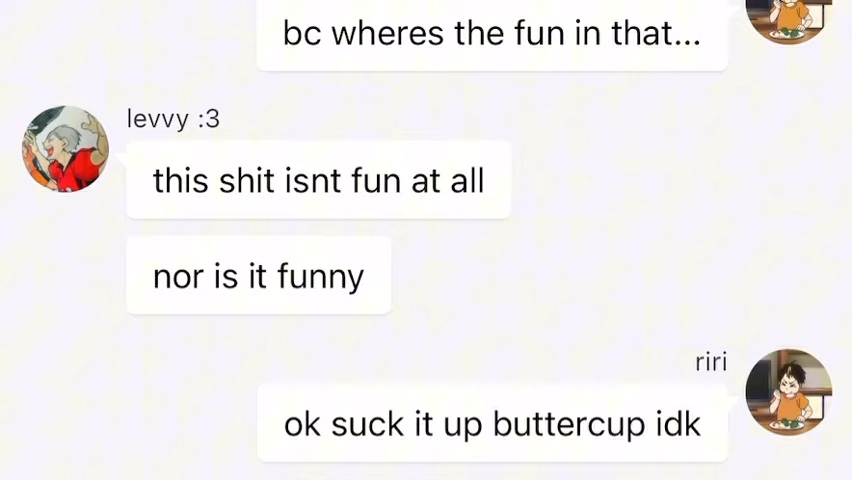 bc wheres the fun in that...
levvy :3
this shit isnt fun at all
nor is it funny
riri
ok suck it up buttercup idk